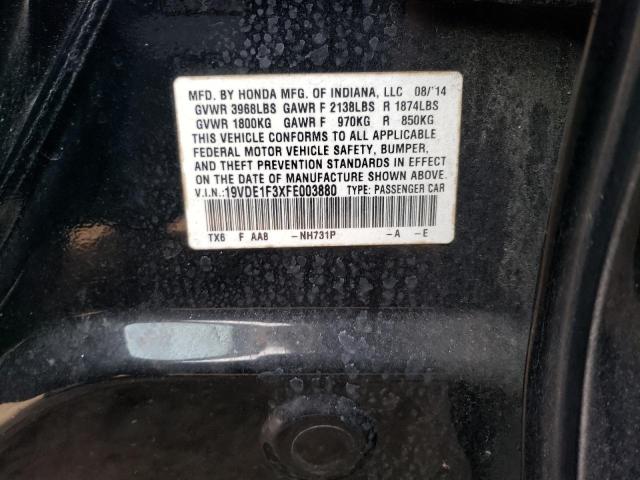 MFD. BY HONDA MFG. OF INDIANA, LLC 08/'14
GVWR 3968LBS GAWR F 2138LBS R 1874LBS
GVWR 1800KG GAWR F 970KG R 850KG
THIS VEHICLE CONFORMS TO ALL APPLICABLE
FEDERAL MOTOR VEHICLE SAFETY, BUMPER,
AND THEFT PREVENTION STANDARDS IN EFFECT
ON THE DATE OF MANUFACTURE SHOWN ABOVE.
V.I.N.:19VDE1F3XFE003880 TYPE: PASSENGER CAR
TX6 F AA8 -NH731P -A -E